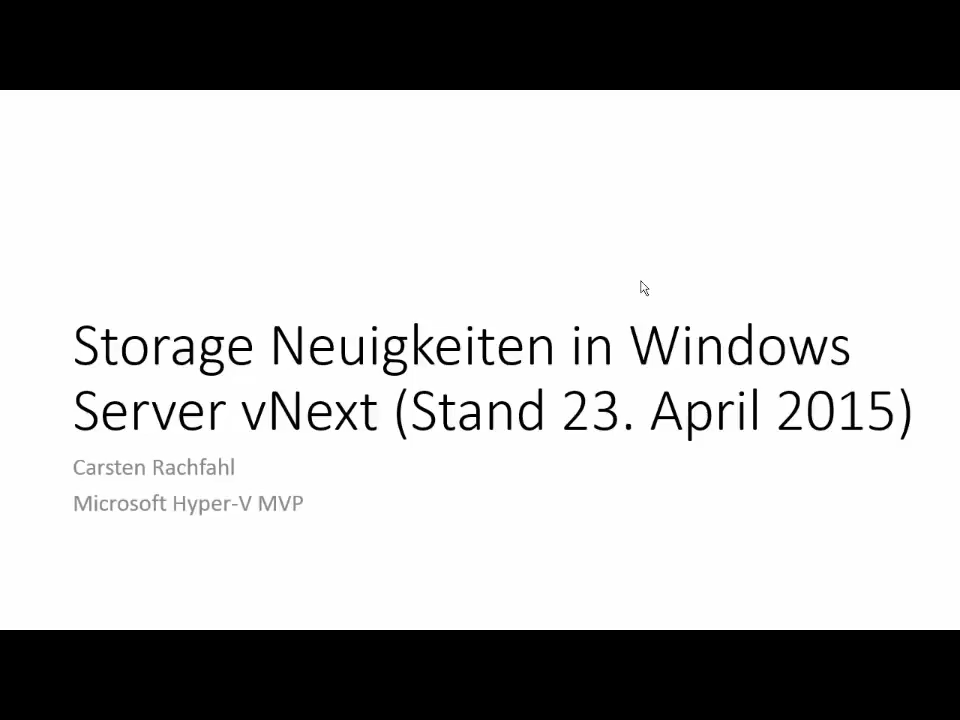 Storage Neuigkeiten in Windows
Server vNext (Stand 23. April 2015)
Carsten Rachfahl
Microsoft Hyper-V MVP